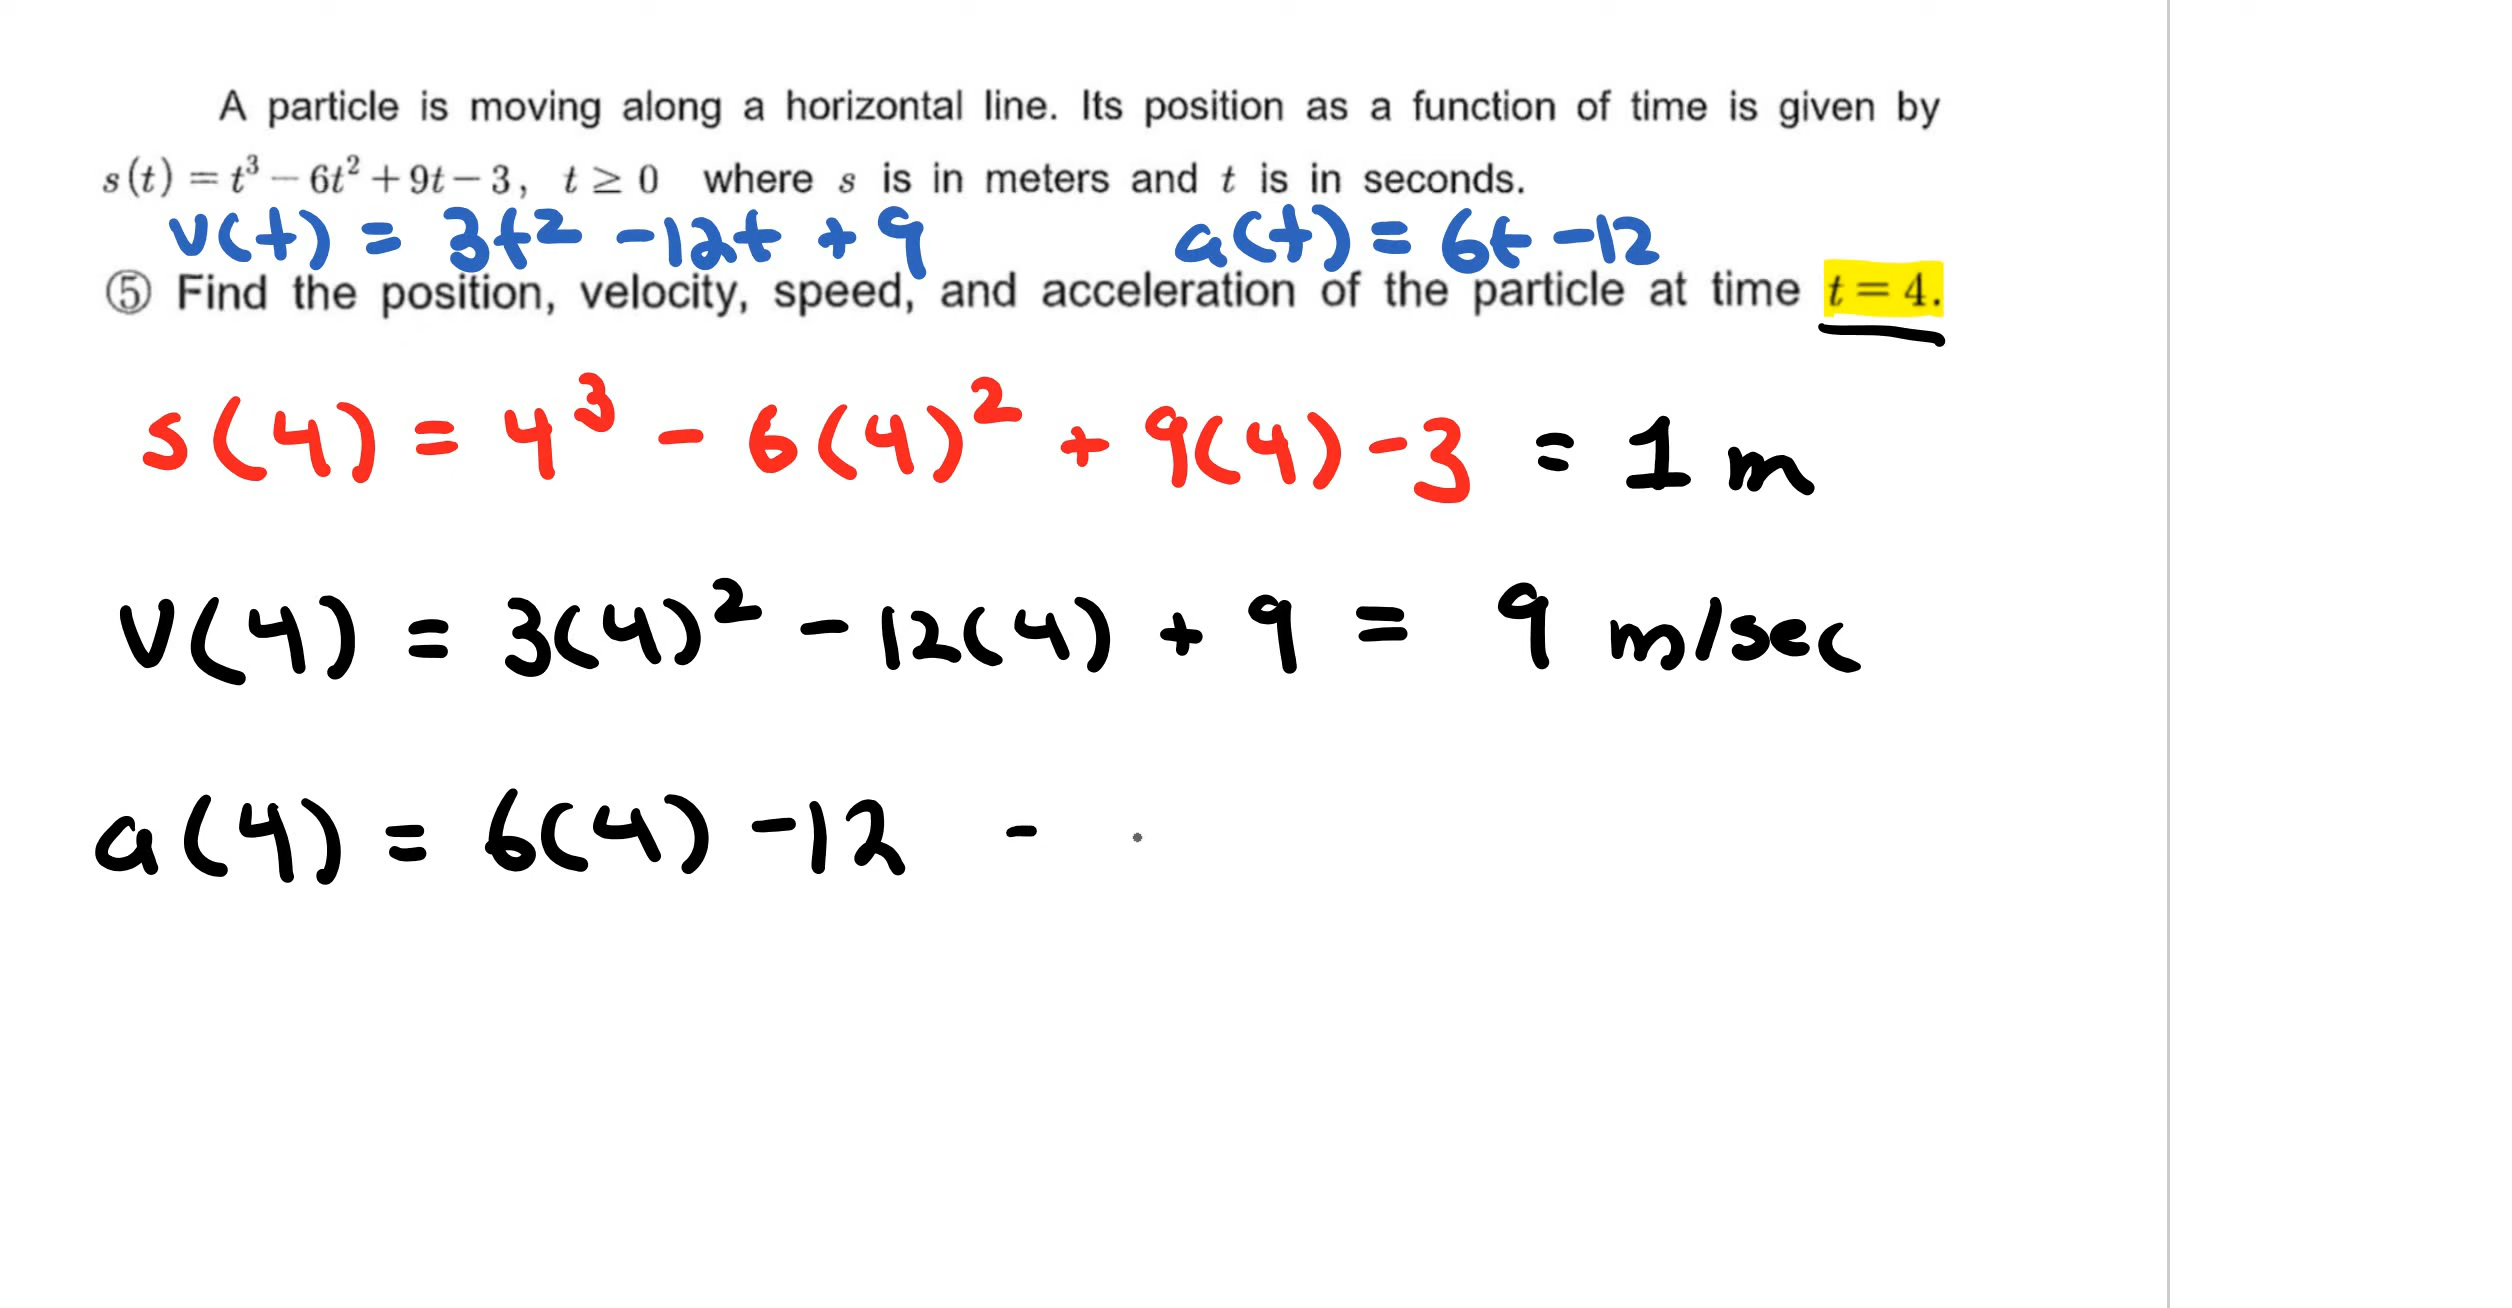 A particle is moving along a horizontal line. Its position as a function of time is given by
s(t) = t³ − 6t² + 9t − 3, t ≥ 0 where s is in meters and t is in seconds.
v(t) = 3t² − 12t + 9 a(t) = 6t − 12
⑤ Find the position, velocity, speed, and acceleration of the particle at time t = 4.
s(4) = 4³ − 6(4)² + 9(4) − 3 = 1 m
v(4) = 3(4)² − 12(4) + 9 = 9 m/sec
a(4) = 6(4) − 12 −